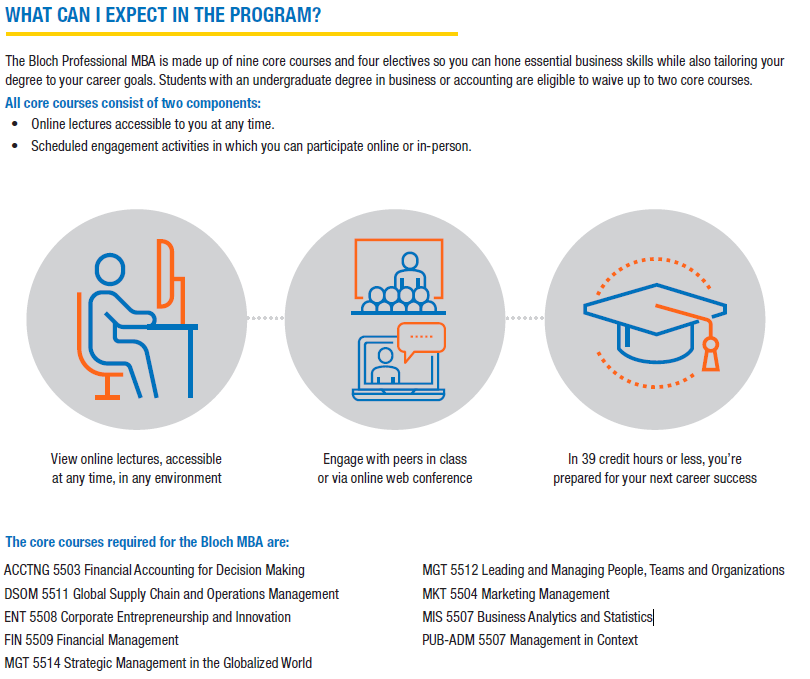 WHAT CAN I EXPECT IN THE PROGRAM?
The Bloch Professional MBA is made up of nine core courses and four electives so you can hone essential business skills while also tailoring your
degree to your career goals. Students with an undergraduate degree in business or accounting are eligible to waive up to two core courses.
All core courses consist of two components:
• Online lectures accessible to you at any time.
• Scheduled engagement activities in which you can participate online or in-person.
View online lectures, accessible
at any time, in any environment
Engage with peers in class
or via online web conference
In 39 credit hours or less, you’re
prepared for your next career success
The core courses required for the Bloch MBA are:
ACCTNG 5503 Financial Accounting for Decision Making
DSOM 5511 Global Supply Chain and Operations Management
ENT 5508 Corporate Entrepreneurship and Innovation
FIN 5509 Financial Management
MGT 5514 Strategic Management in the Globalized World
MGT 5512 Leading and Managing People, Teams and Organizations
MKT 5504 Marketing Management
MIS 5507 Business Analytics and Statistics
PUB-ADM 5507 Management in Context